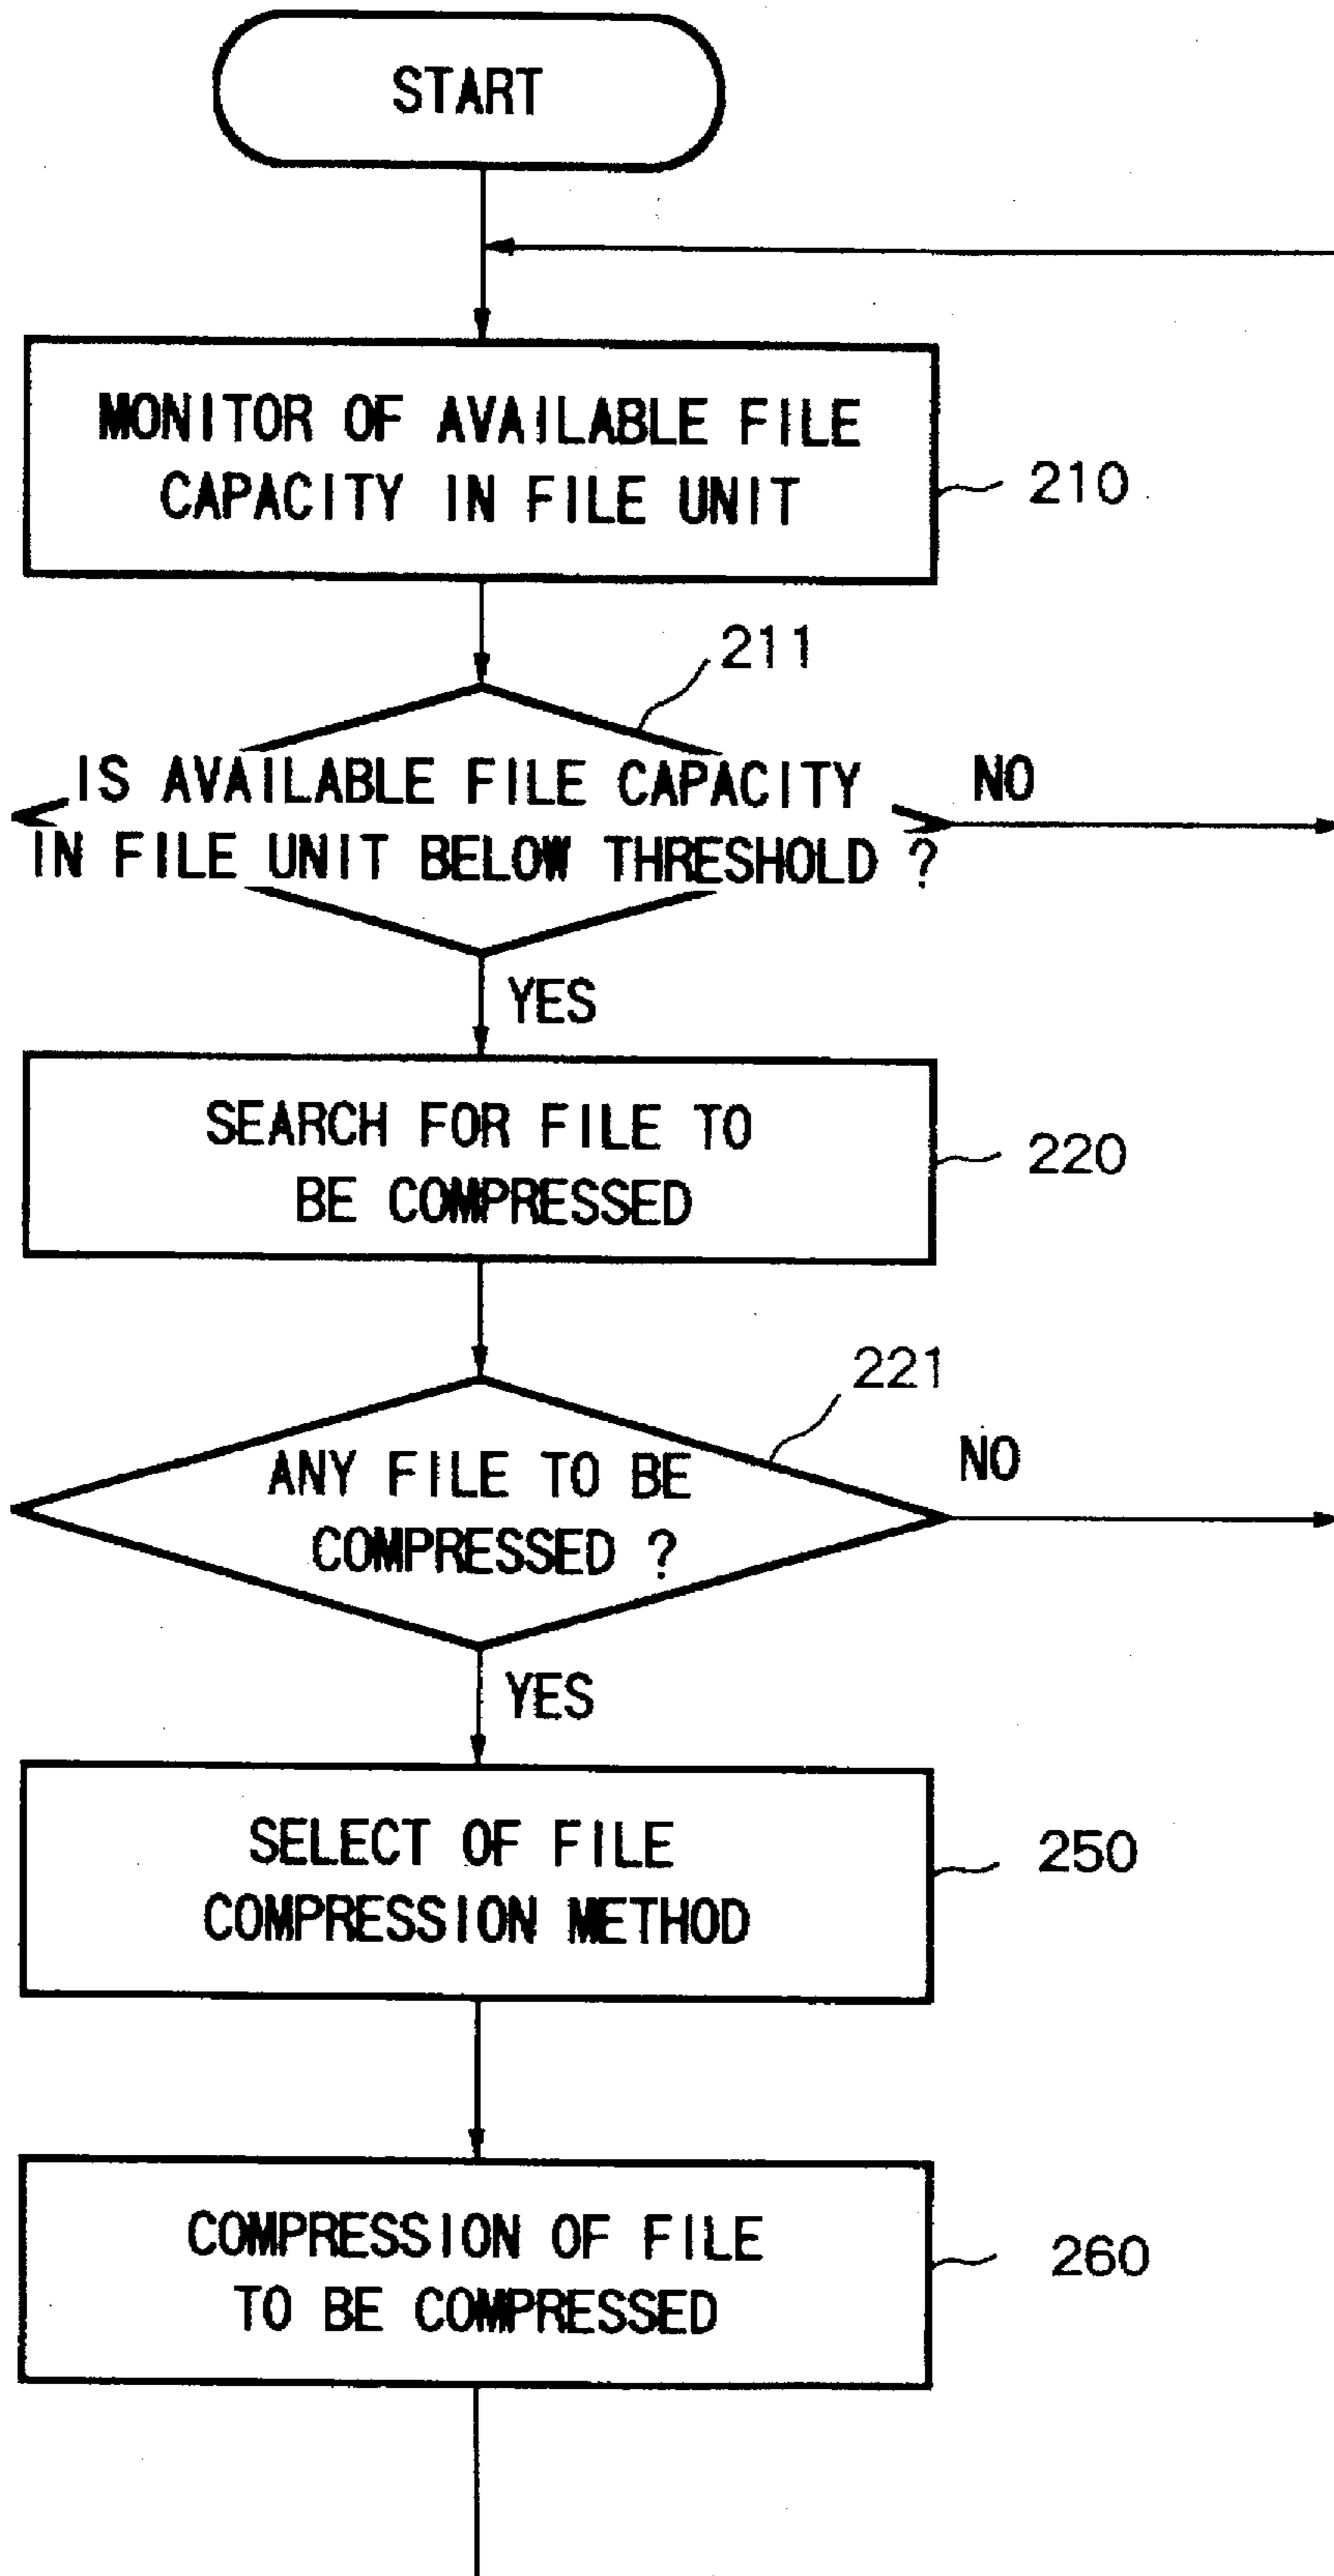 START
MONITOR OF AVAILABLE FILE
CAPACITY IN FILE UNIT
210
211
IS AVAILABLE FILE CAPACITY
IN FILE UNIT BELOW THRESHOLD ?
NO
YES
SEARCH FOR FILE TO
BE COMPRESSED
220
221
ANY FILE TO BE
COMPRESSED ?
NO
YES
SELECT OF FILE
COMPRESSION METHOD
250
COMPRESSION OF FILE
TO BE COMPRESSED
260